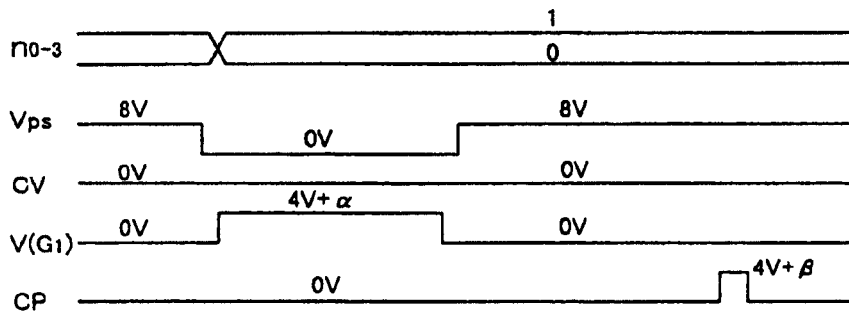 1
n0-3
0
8V 8V
Vps
0V
0V 0V
CV
4V+ α
0V 0V
V(G1)
4V+ β
0V
CP